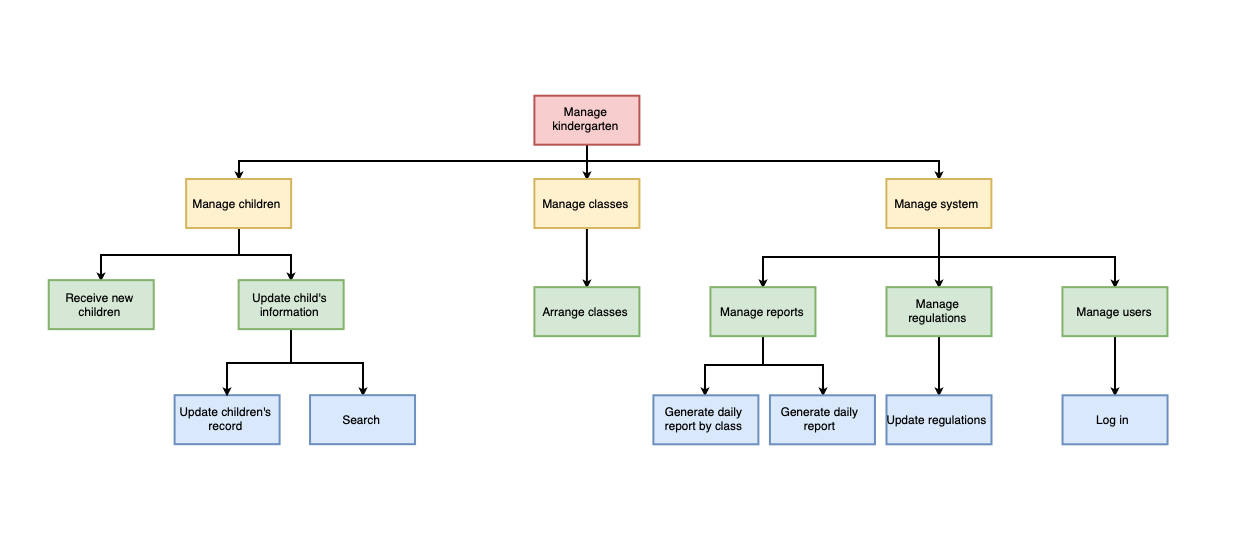 Manage
kindergarten
Manage children
Manage classes
Manage system
Receive new
children
Update child's
information
Arrange classes
Manage reports
Manage
regulations
Manage users
Update children's
record
Search
Generate daily
report by class
Generate daily
report
Update regulations
Log in